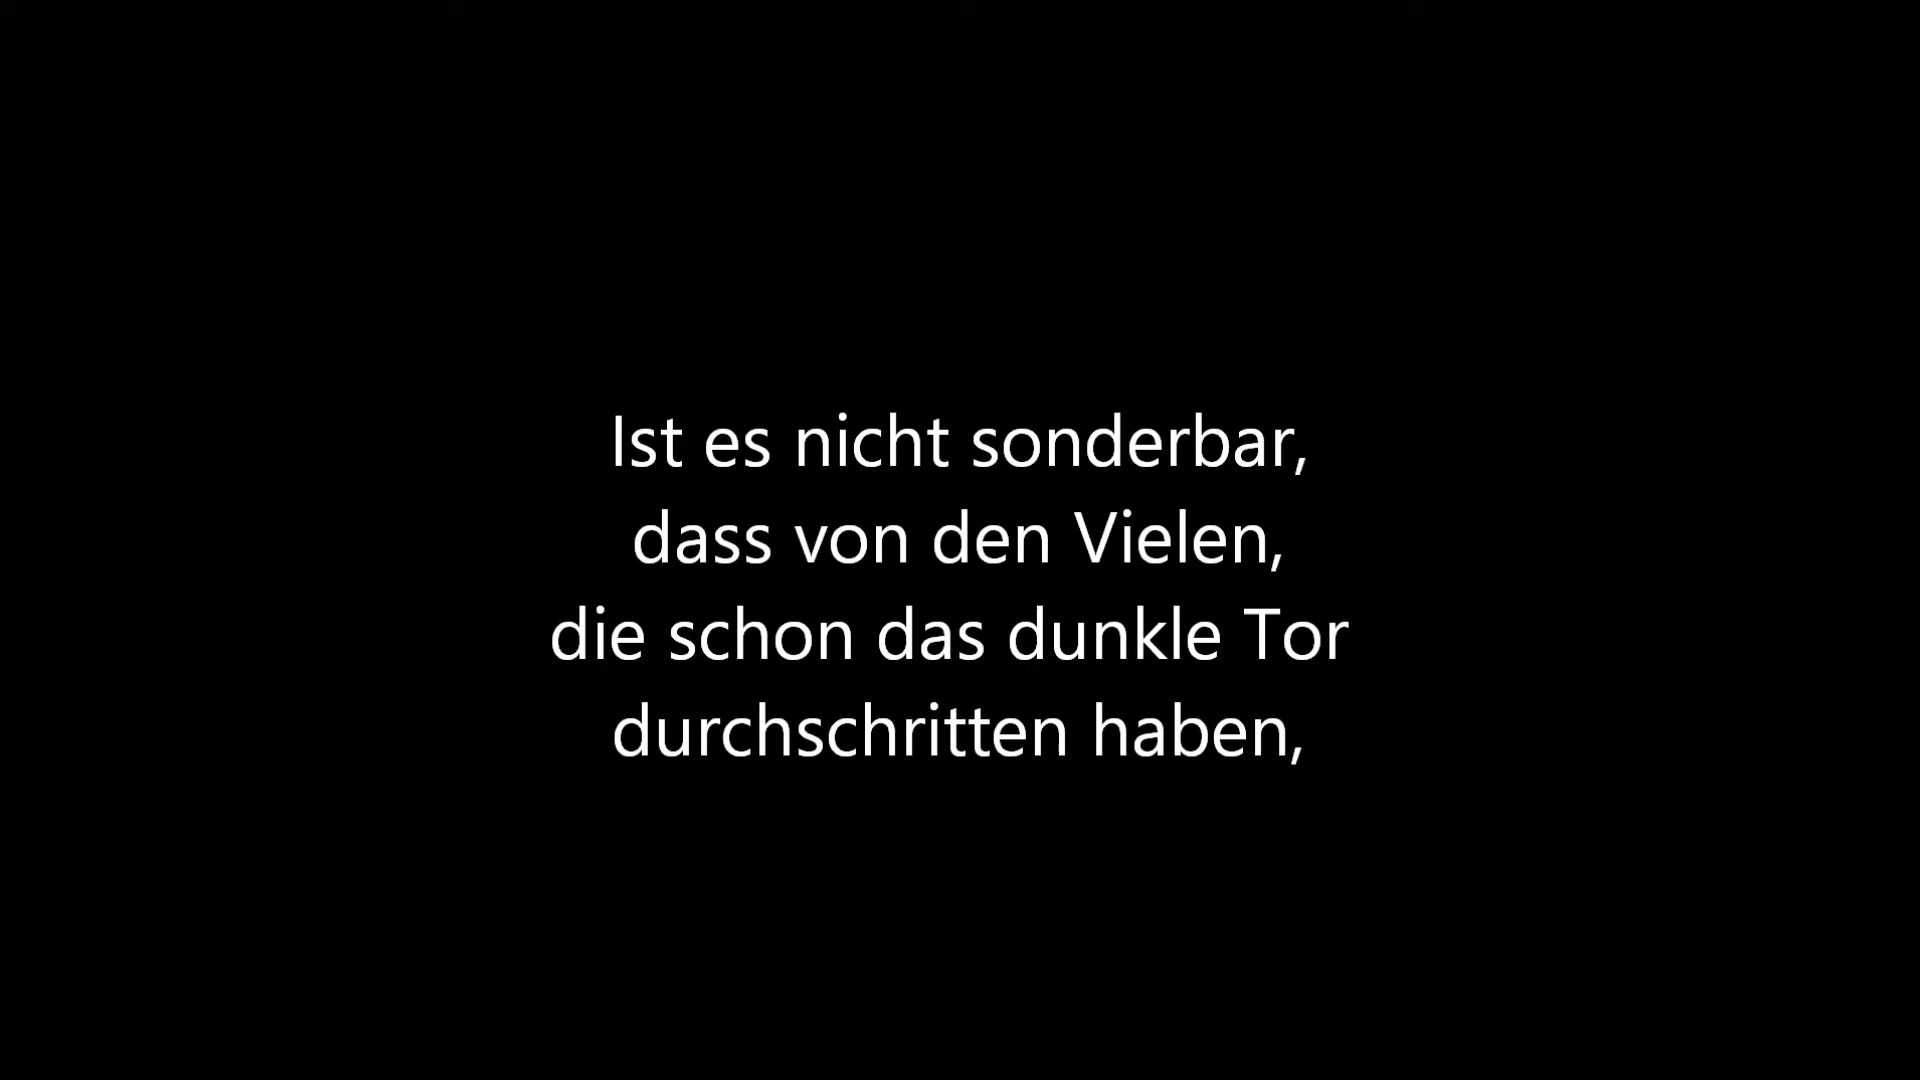 Ist es nicht sonderbar,
dass von den Vielen,
die schon das dunkle Tor
durchschritten haben,